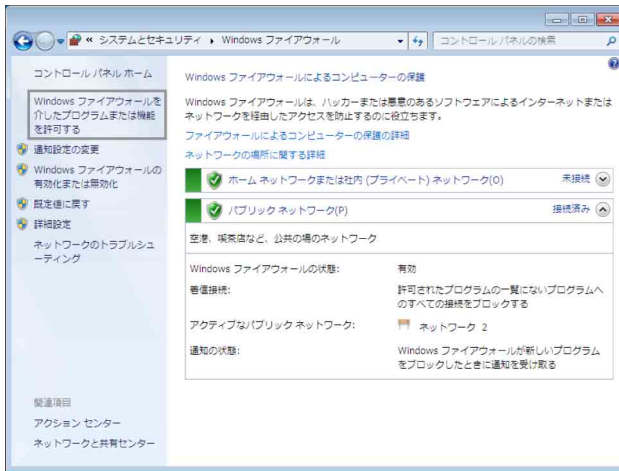 « システムとセキュリティ ▸ Windows ファイアウォール
コントロール パネルの検索
コントロール パネル ホーム
Windows ファイアウォールを
介したプログラムまたは機能
を許可する
通知設定の変更
Windows ファイアウォールの
有効化または無効化
既定値に戻す
詳細設定
ネットワークのトラブルシュ
ーティング
関連項目
アクション センター
ネットワークと共有センター
Windows ファイアウォールによるコンピューターの保護
Windows ファイアウォールは、ハッカーまたは悪意のあるソフトウェアによるインターネットまたは
ネットワークを経由したアクセスを防止するのに役立ちます。
ファイアウォールによるコンピューターの保護の詳細
ネットワークの場所に関する詳細
ホーム ネットワークまたは社内 (プライベート) ネットワーク(O) 未接続
パブリック ネットワーク(P) 接続済み
空港、喫茶店など、公共の場のネットワーク
Windows ファイアウォールの状態: 有効
着信接続: 許可されたプログラムの一覧にないプログラムへ
のすべての接続をブロックする
アクティブなパブリック ネットワーク: ネットワーク 2
通知の状態: Windows ファイアウォールが新しいプログラム
をブロックしたときに通知を受け取る